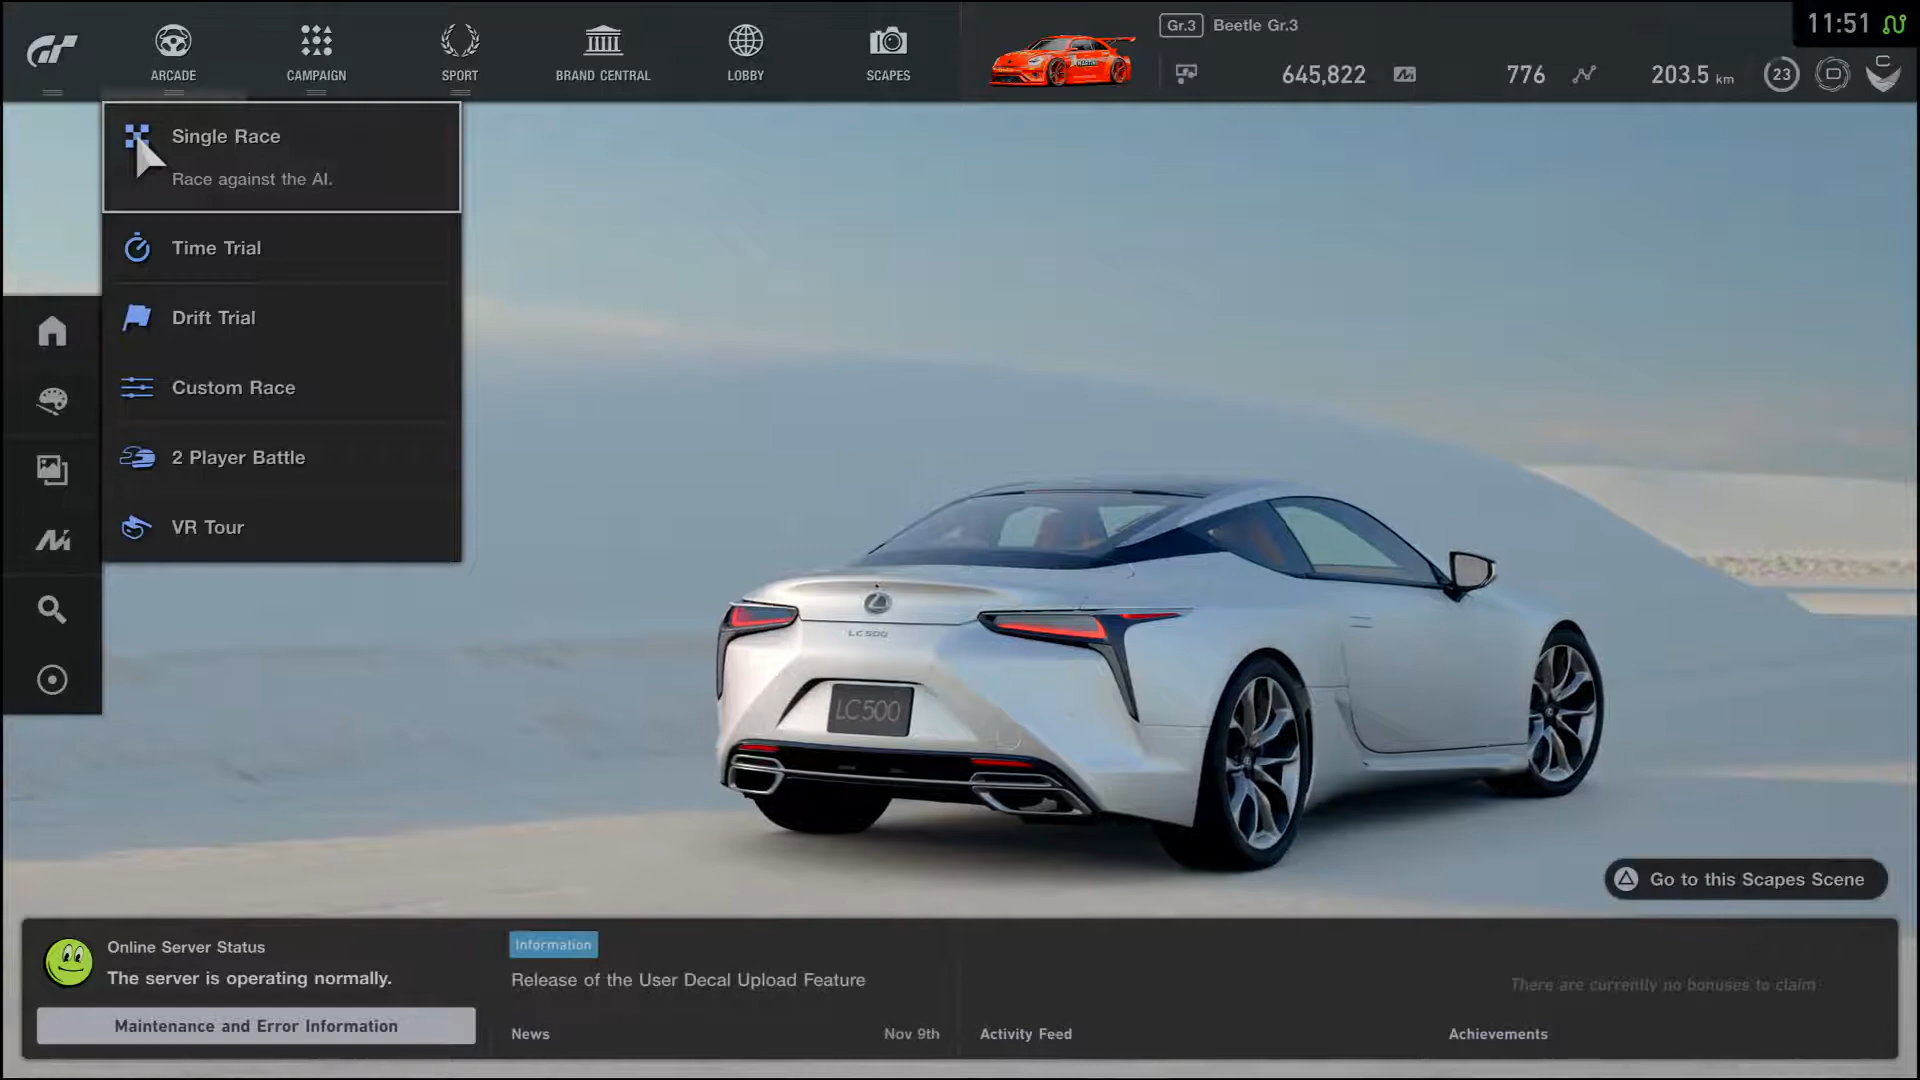 ARCADE
CAMPAIGN
SPORT
BRAND CENTRAL
LOBBY
SCAPES
Gr.3 Beetle Gr.3
645,822
776
203.5 km
23
C
11:51
Single Race
Race against the AI.
Time Trial
Drift Trial
Custom Race
2 Player Battle
VR Tour
LC500
LC500
Go to this Scapes Scene
Online Server Status
The server is operating normally.
Maintenance and Error Information
Information
Release of the User Decal Upload Feature
News
Nov 9th
Activity Feed
There are currently no bonuses to claim
Achievements